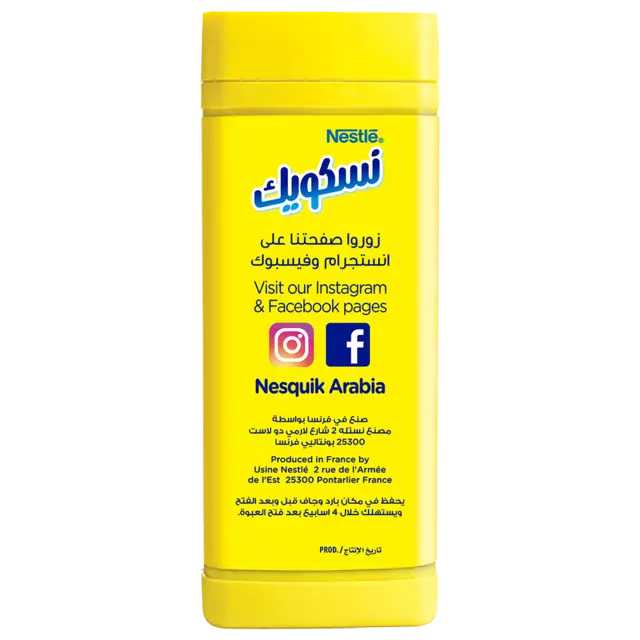 Nestlé®
نسكويك
زوروا صفحتنا على
انستجرام وفيسبوك
Visit our Instagram
& Facebook pages
f
Nesquik Arabia
صنع في فرنسا بواسطة
مصنع نستله 2 شارع لارمي دو لاست
25300 بونتاليي فرنسا
Produced in France by
Usine Nestlé 2 rue de l'Armée
de l'Est 25300 Pontarlier France
يحفظ في مكان بارد وجاف قبل وبعد الفتح
ويستهلك خلال 4 اسابيع بعد فتح العبوة.
تاريخ الإنتاج / PROD.